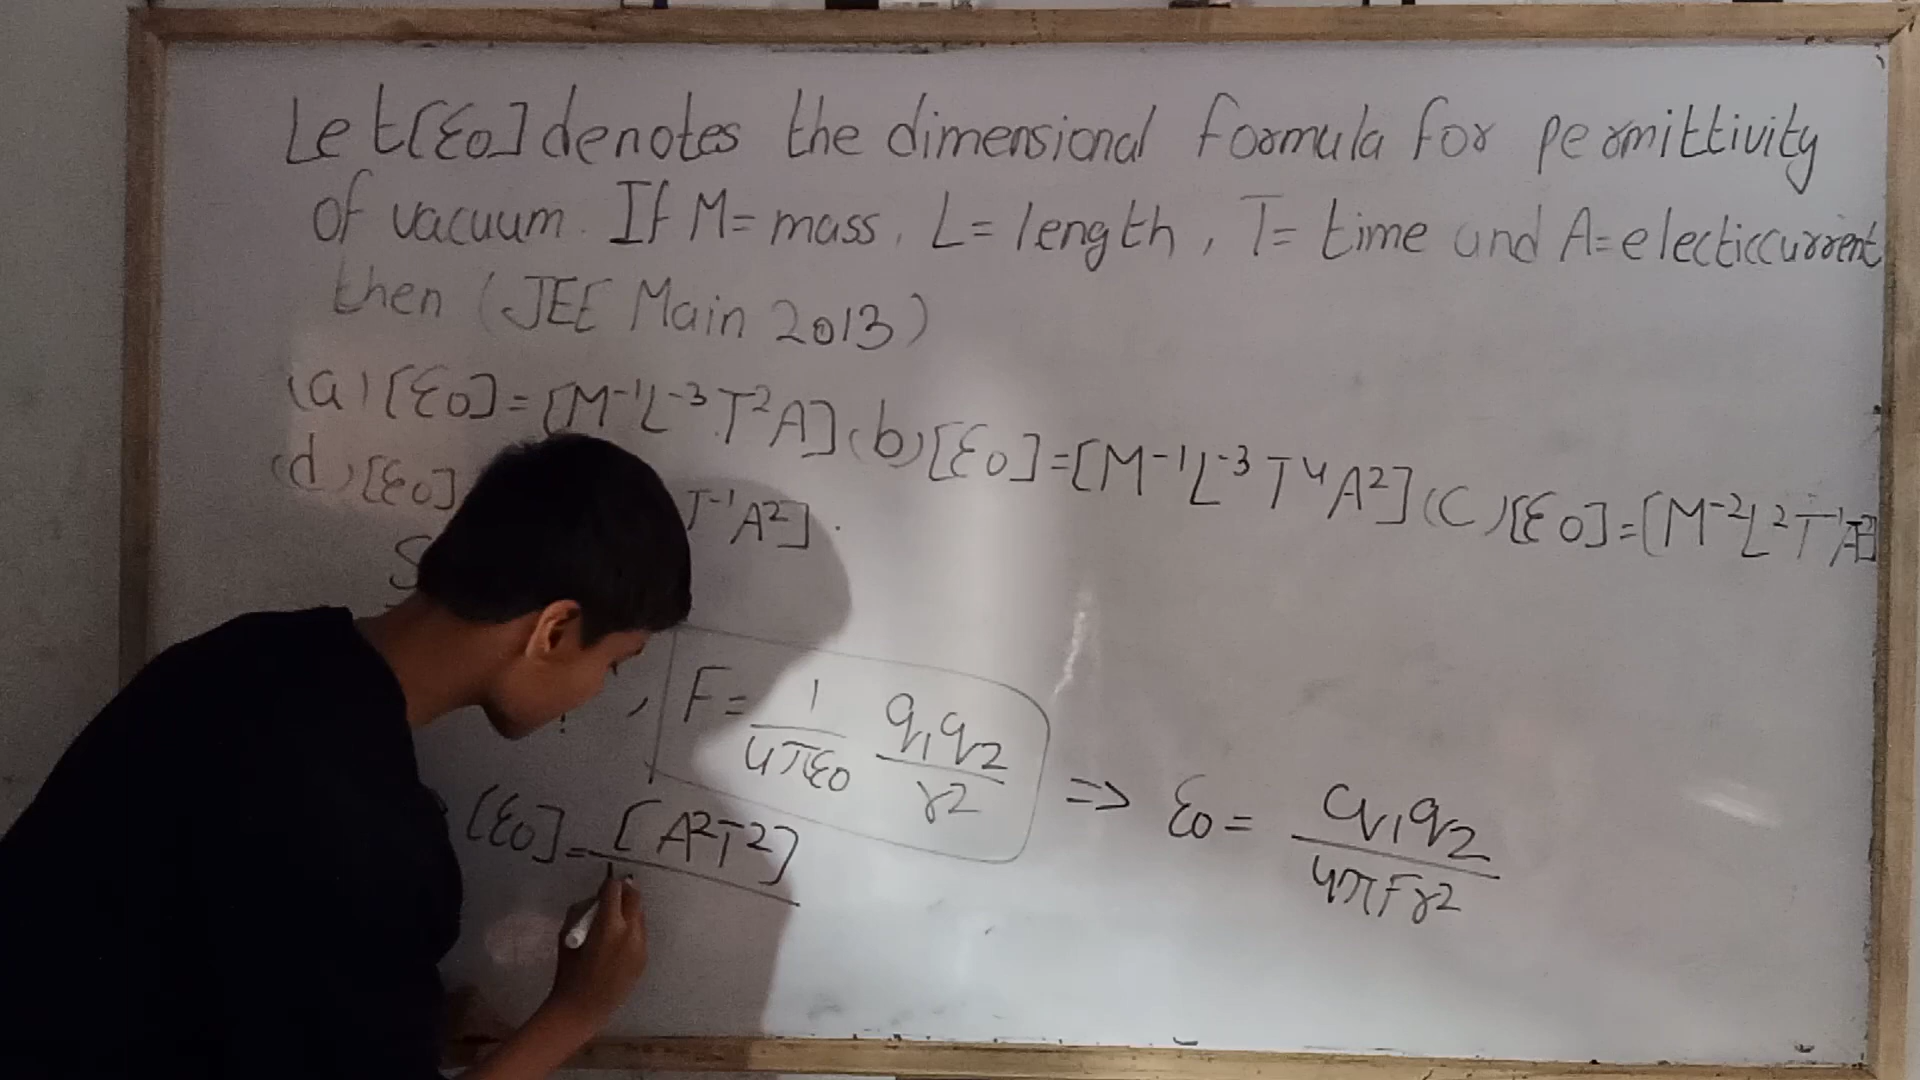 Let [ε0] denotes the dimensional formula for permittivity
of vacuum. If M= mass, L= length, T= time and A=electiccurrent
then (JEE Main 2013)
(a) [ε0]=[M⁻¹L⁻³T²A] (b) [ε0]=[M⁻¹L⁻³T⁴A²] (c) [ε0]=[M⁻²L²T⁻¹A⁻²]
(d) [ε0] T⁻¹A²].
F= 1/4πε0 q1q2/r2 => ε0= q1q2/4πFr2
[ε0]= [A²T²]